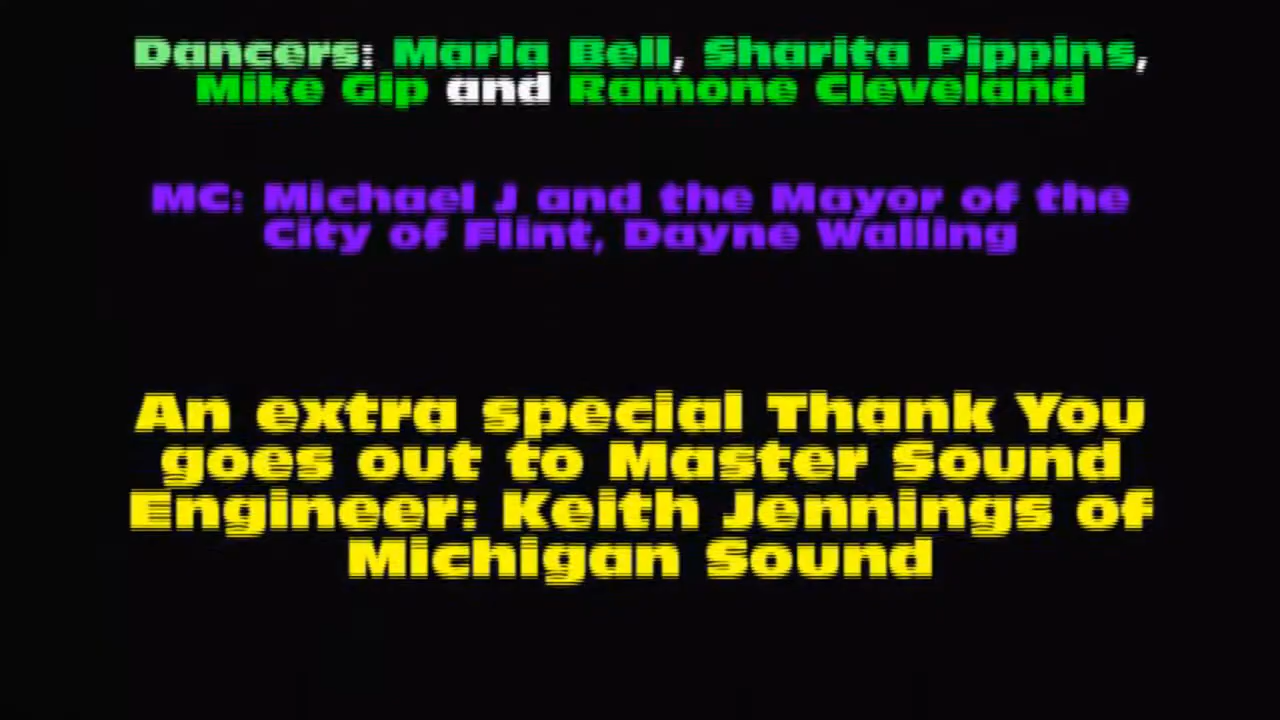 Dancers: Marla Bell, Sharita Pippins,
Mike Gip and Ramone Cleveland
MC: Michael J and the Mayor of the
City of Flint, Dayne Walling
An extra special Thank You
goes out to Master Sound
Engineer: Keith Jennings of
Michigan Sound